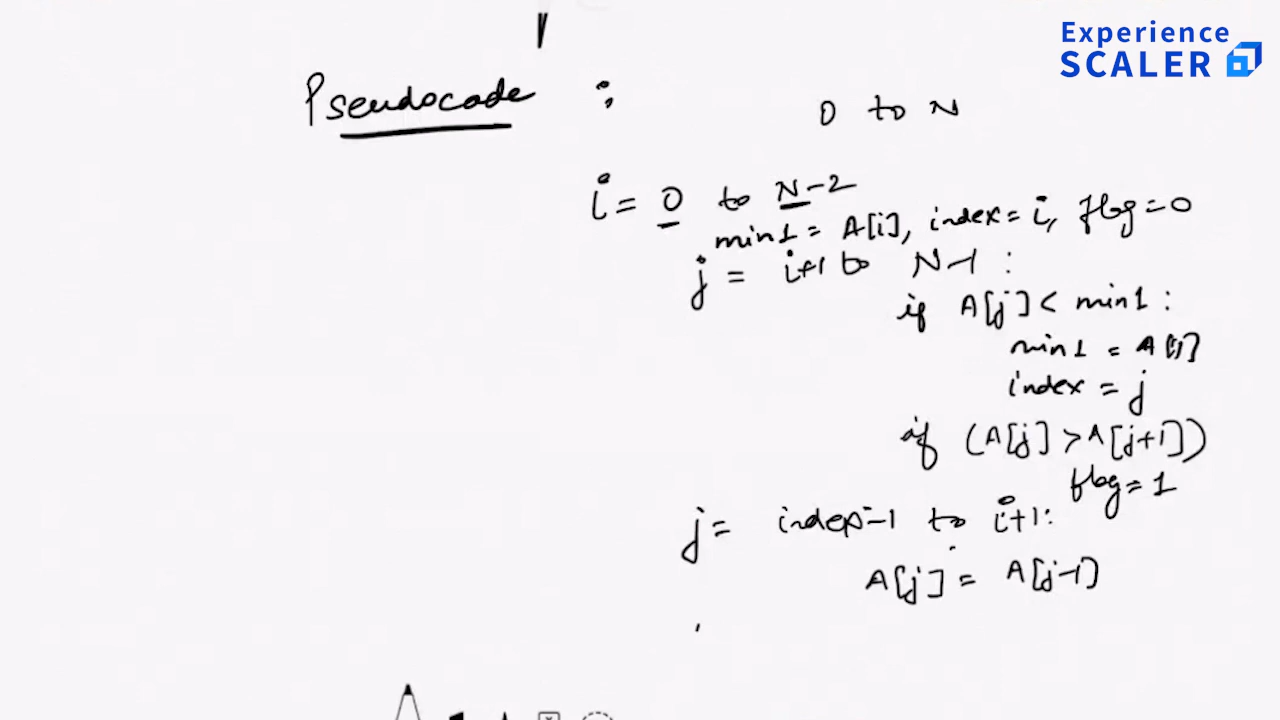 Experience
SCALER
Pseudocode :
0 to N
i = 0 to N-2
min1 = A[i], index = i, flag = 0
j = i+1 to N-1 :
if A[j] < min1 :
min1 = A[j]
index = j
if (A[j] > A[j+1])
flag = 1
j = index-1 to i+1:
A[j] = A[j-1]